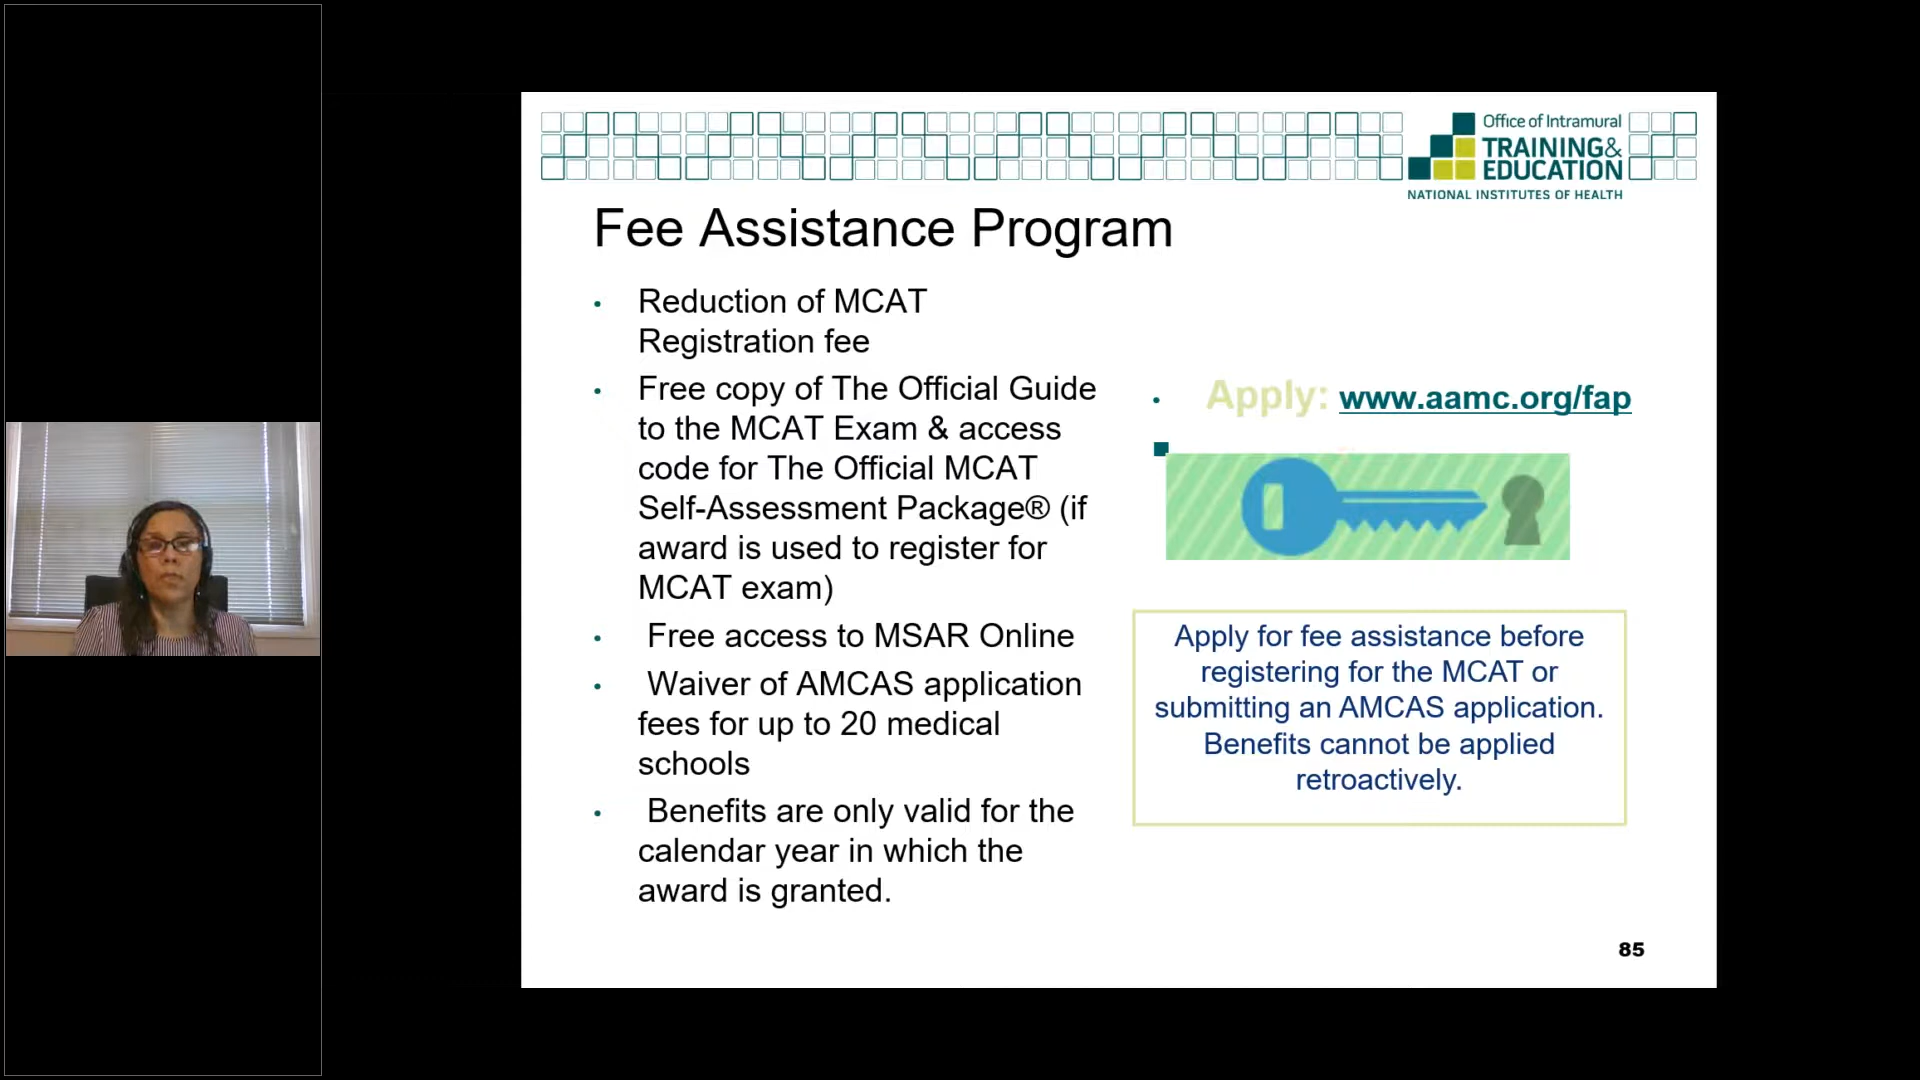 Office of Intramural
TRAINING&
EDUCATION
NATIONAL INSTITUTES OF HEALTH
Fee Assistance Program
• Reduction of MCAT
Registration fee
• Free copy of The Official Guide
to the MCAT Exam & access
code for The Official MCAT
Self-Assessment Package® (if
award is used to register for
MCAT exam)
• Free access to MSAR Online
• Waiver of AMCAS application
fees for up to 20 medical
schools
• Benefits are only valid for the
calendar year in which the
award is granted.
• Apply: www.aamc.org/fap
Apply for fee assistance before
registering for the MCAT or
submitting an AMCAS application.
Benefits cannot be applied
retroactively.
85